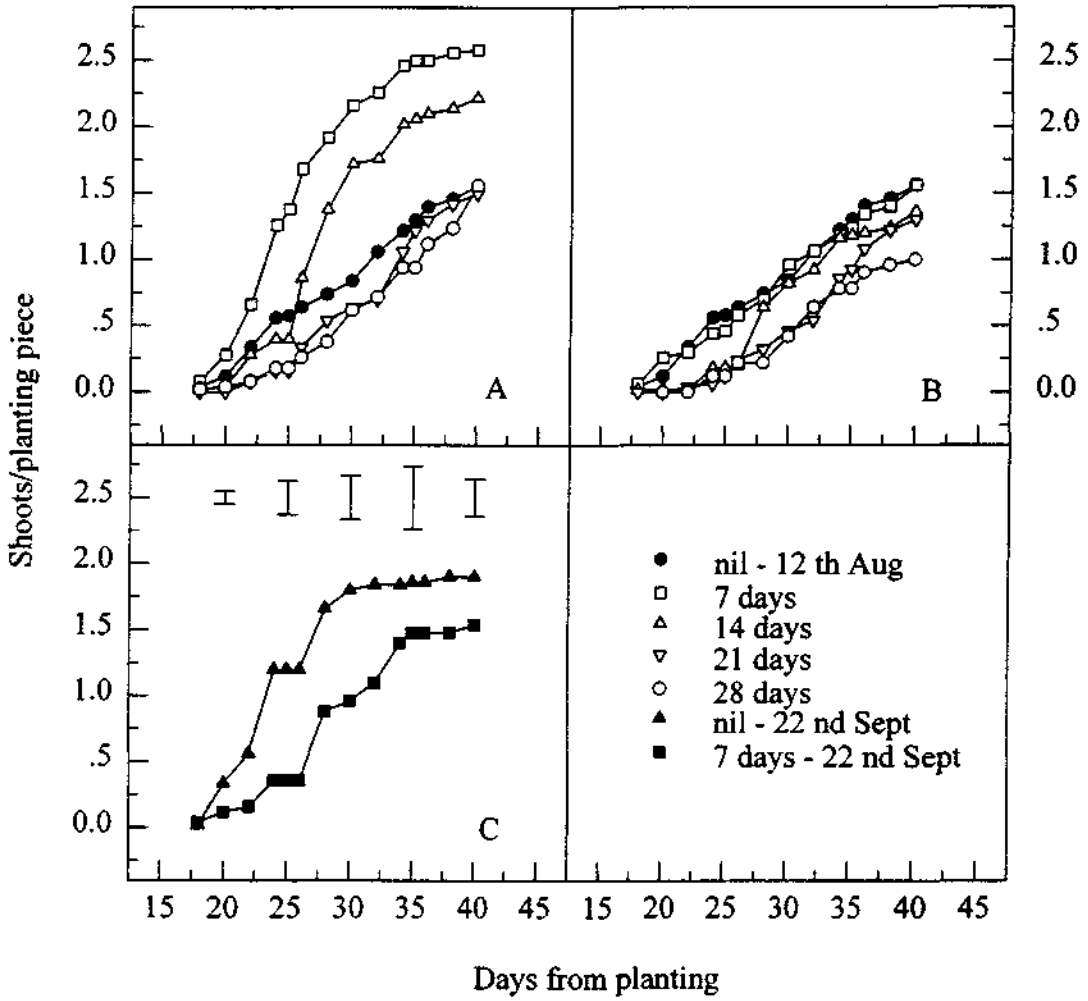 2.5
2.0
1.5
1.0
.5
0.0
A
2.5
2.0
1.5
1.0
.5
0.0
B
Shoots/planting piece
2.5
2.0
1.5
1.0
.5
0.0
C
nil - 12 th Aug
7 days
14 days
21 days
28 days
nil - 22 nd Sept
7 days - 22 nd Sept
15 20 25 30 35 40 45
15 20 25 30 35 40 45
Days from planting